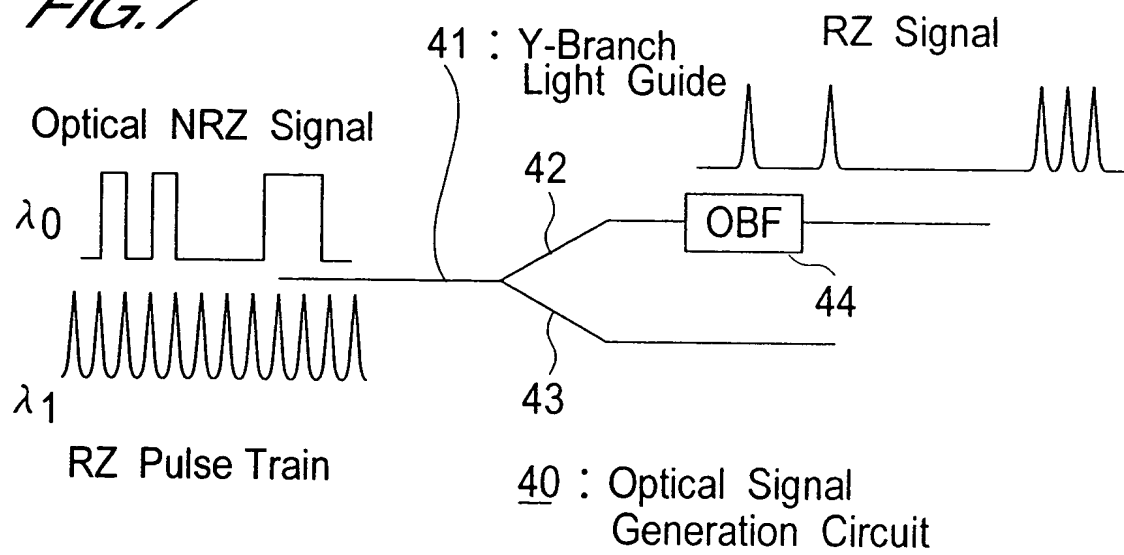 FIG. 7
41 : Y-Branch
Light Guide
RZ Signal
Optical NRZ Signal
42
λ0
OBF
44
43
λ1
RZ Pulse Train
40 : Optical Signal
Generation Circuit